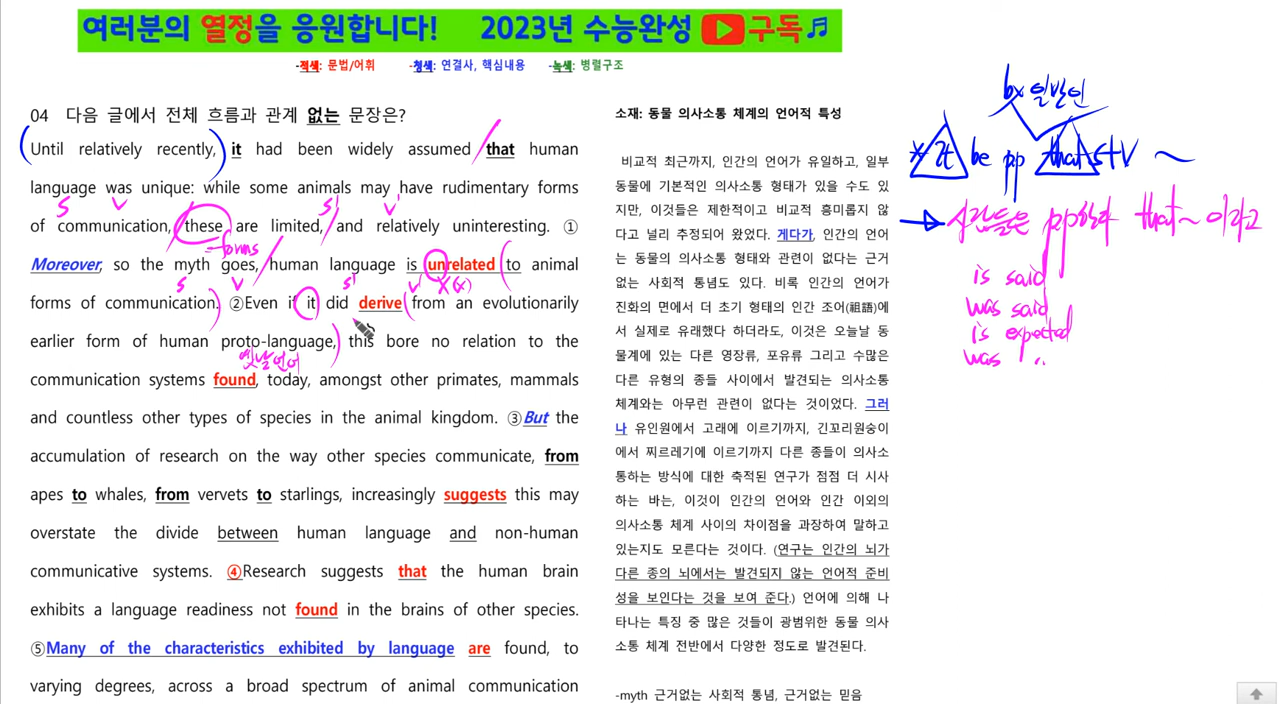 여러분의 열정을 응원합니다! 2023년 수능완성 구독♬
-적색: 문법/어휘 -청색: 연결사, 핵심내용 -녹색: 병렬구조
04 다음 글에서 전체 흐름과 관계 없는 문장은?
Until relatively recently, it had been widely assumed that human
language was unique: while some animals may have rudimentary forms
S V S' V'
of communication, these are limited, and relatively uninteresting. ①
=forms
Moreover, so the myth goes, human language is unrelated to animal
S V S' V' X(x)
forms of communication. ②Even if it did derive from an evolutionarily
earlier form of human proto-language, this bore no relation to the
옛날언어
communication systems found, today, amongst other primates, mammals
and countless other types of species in the animal kingdom. ③But the
accumulation of research on the way other species communicate, from
apes to whales, from vervets to starlings, increasingly suggests this may
overstate the divide between human language and non-human
communicative systems. ④Research suggests that the human brain
exhibits a language readiness not found in the brains of other species.
⑤Many of the characteristics exhibited by language are found, to
varying degrees, across a broad spectrum of animal communication
소재: 동물 의사소통 체계의 언어적 특성
비교적 최근까지, 인간의 언어가 유일하고, 일부
동물에 기본적인 의사소통 형태가 있을 수도 있
지만, 이것들은 제한적이고 비교적 흥미롭지 않
다고 널리 추정되어 왔었다. 게다가, 인간의 언어
는 동물의 의사소통 형태와 관련이 없다는 근거
없는 사회적 통념도 있다. 비록 인간의 언어가
진화의 면에서 더 초기 형태의 인간 조어(祖語)에
서 실제로 유래했다 하더라도, 이것은 오늘날 동
물계에 있는 다른 영장류, 포유류 그리고 수많은
다른 유형의 종들 사이에서 발견되는 의사소통
체계와는 아무런 관련이 없다는 것이었다. 그러
나 유인원에서 고래에 이르기까지, 긴꼬리원숭이
에서 찌르레기에 이르기까지 다른 종들이 의사소
통하는 방식에 대한 축적된 연구가 점점 더 시사
하는 바는, 이것이 인간의 언어와 인간 이외의
의사소통 체계 사이의 차이점을 과장하여 말하고
있는지도 모른다는 것이다. (연구는 인간의 뇌가
다른 종의 뇌에서는 발견되지 않는 언어적 준비
성을 보인다는 것을 보여 준다.) 언어에 의해 나
타나는 특징 중 많은 것들이 광범위한 동물 의사
소통 체계 전반에서 다양한 정도로 발견된다.
-myth 근거없는 사회적 통념, 근거없는 믿음
by 일반인
※ It be pp that S+V ~
사람들은 pp한다 that~ 이라고
is said
was said
is expected
was 〃